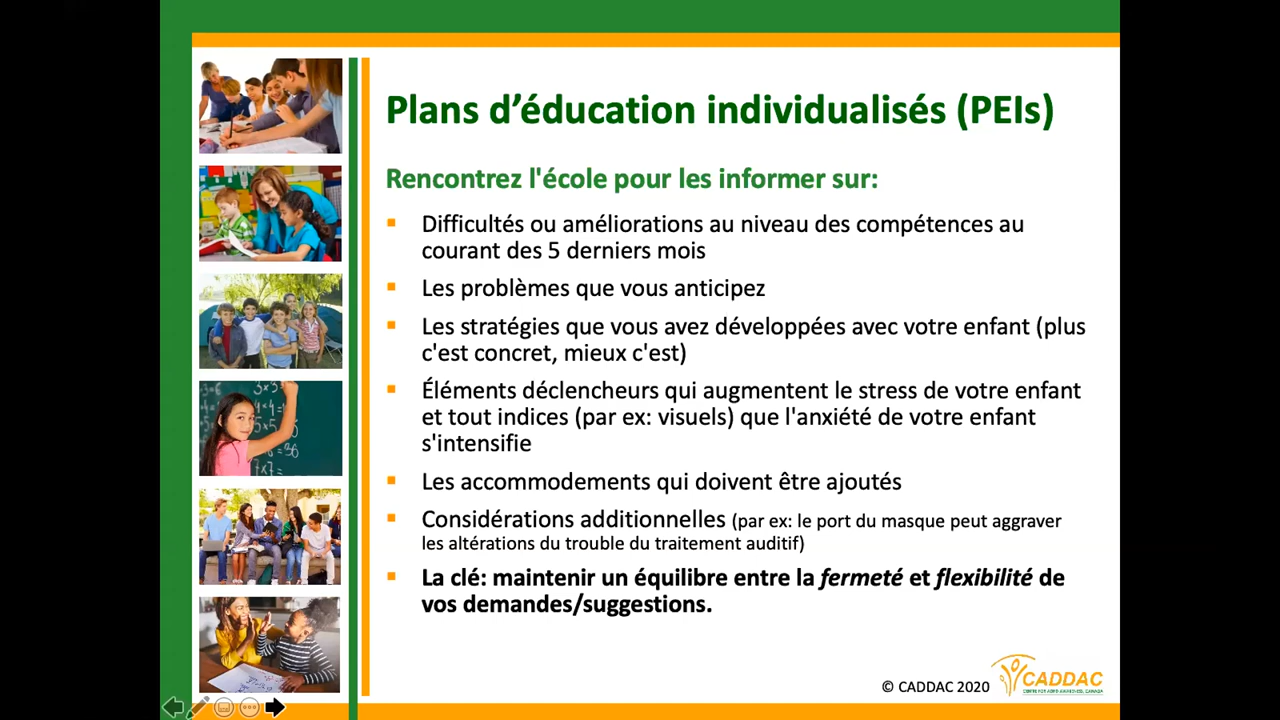 Plans d’éducation individualisés (PEIs)
Rencontrez l'école pour les informer sur:
Difficultés ou améliorations au niveau des compétences au
courant des 5 derniers mois
Les problèmes que vous anticipez
Les stratégies que vous avez développées avec votre enfant (plus
c'est concret, mieux c'est)
Éléments déclencheurs qui augmentent le stress de votre enfant
et tout indices (par ex: visuels) que l'anxiété de votre enfant
s'intensifie
Les accommodements qui doivent être ajoutés
Considérations additionnelles (par ex: le port du masque peut aggraver
les altérations du trouble du traitement auditif)
La clé: maintenir un équilibre entre la fermeté et flexibilité de
vos demandes/suggestions.
© CADDAC 2020
CADDAC
CENTRE FOR ADHD AWARENESS, CANADA